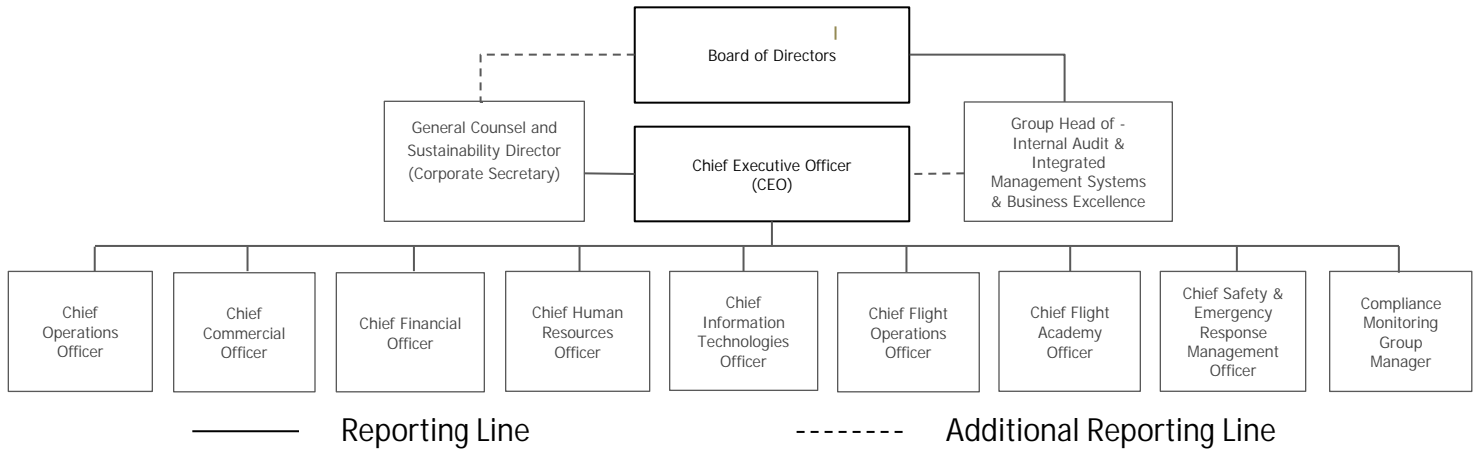 Board of Directors
General Counsel and
Sustainability Director
(Corporate Secretary)
Chief Executive Officer
(CEO)
Group Head of -
Internal Audit &
Integrated
Management Systems
& Business Excellence
Chief
Operations
Officer
Chief
Commercial
Officer
Chief Financial
Officer
Chief Human
Resources
Officer
Chief
Information
Technologies
Officer
Chief Flight
Operations
Officer
Chief Flight
Academy
Officer
Chief Safety &
Emergency
Response
Management
Officer
Compliance
Monitoring
Group
Manager
Reporting Line
Additional Reporting Line